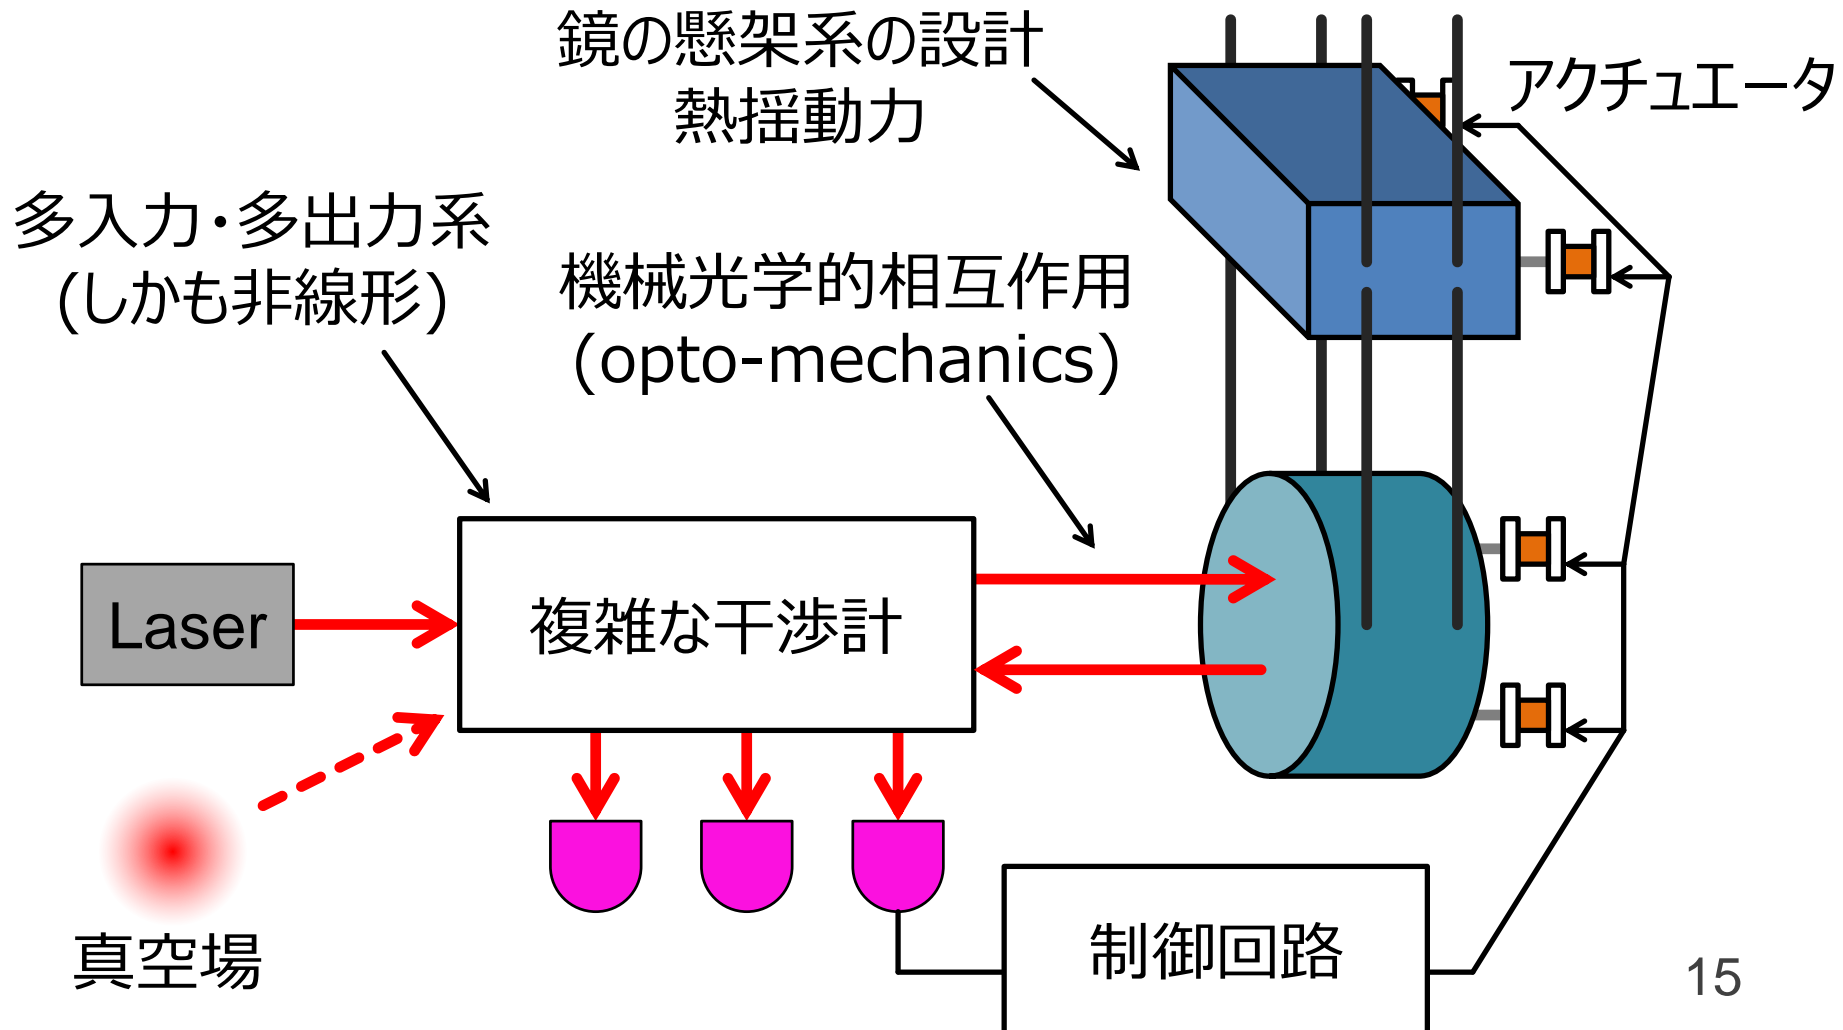 鏡の懸架系の設計
熱揺動力
アクチュエータ
多入力・多出力系
(しかも非線形)
機械光学的相互作用
(opto-mechanics)
Laser
複雑な干渉計
真空場
制御回路
15